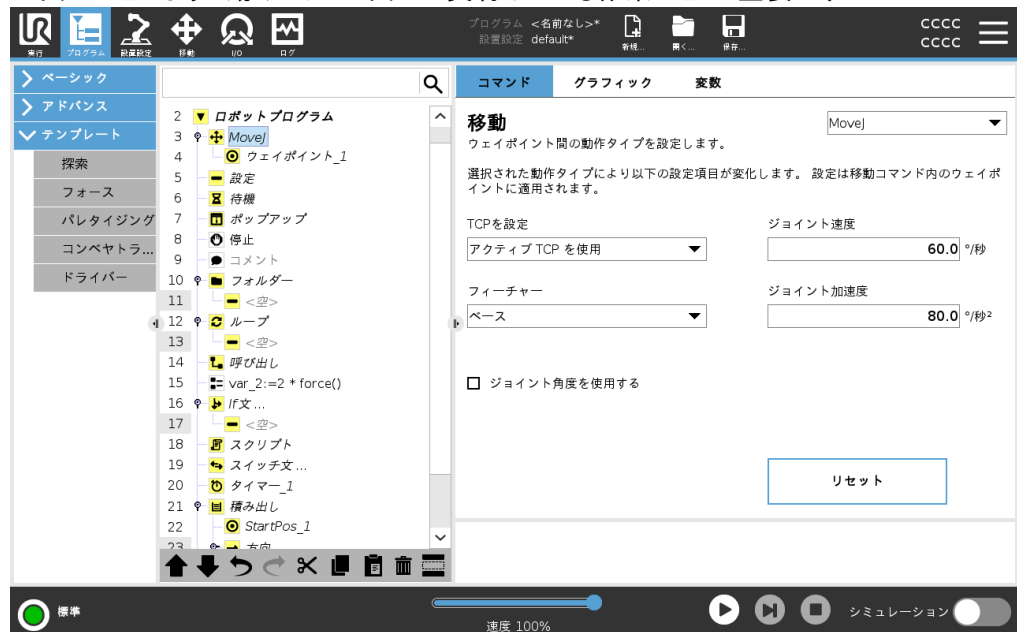 UR
実行
プログラム
設置設定
移動
I/O
ログ
プログラム <名前なし>*
設置設定 default*
新規...
開く...
保存...
CCCC
CCCC
ベーシック
アドバンス
テンプレート
探索
フォース
パレタイジング
コンベヤトラ...
ドライバー
2 ロボットプログラム
3 MoveJ
4 ウェイポイント_1
5 設定
6 待機
7 ポップアップ
8 停止
9 コメント
10 フォルダー
11 <空>
12 ループ
13 <空>
14 呼び出し
15 var_2:=2 * force()
16 If文 ...
17 <空>
18 スクリプト
19 スイッチ文 ...
20 タイマー_1
21 積み出し
22 StartPos_1
23 方向
コマンド
グラフィック
変数
移動
MoveJ
ウェイポイント間の動作タイプを設定します。
選択された動作タイプにより以下の設定項目が変化します。 設定は移動コマンド内のウェイポ
イントに適用されます。
TCPを設定
ジョイント速度
アクティブ TCP を使用
60.0 °/秒
フィーチャー
ジョイント加速度
ベース
80.0 °/秒²
ジョイント角度を使用する
リセット
標準
速度 100%
シミュレーション